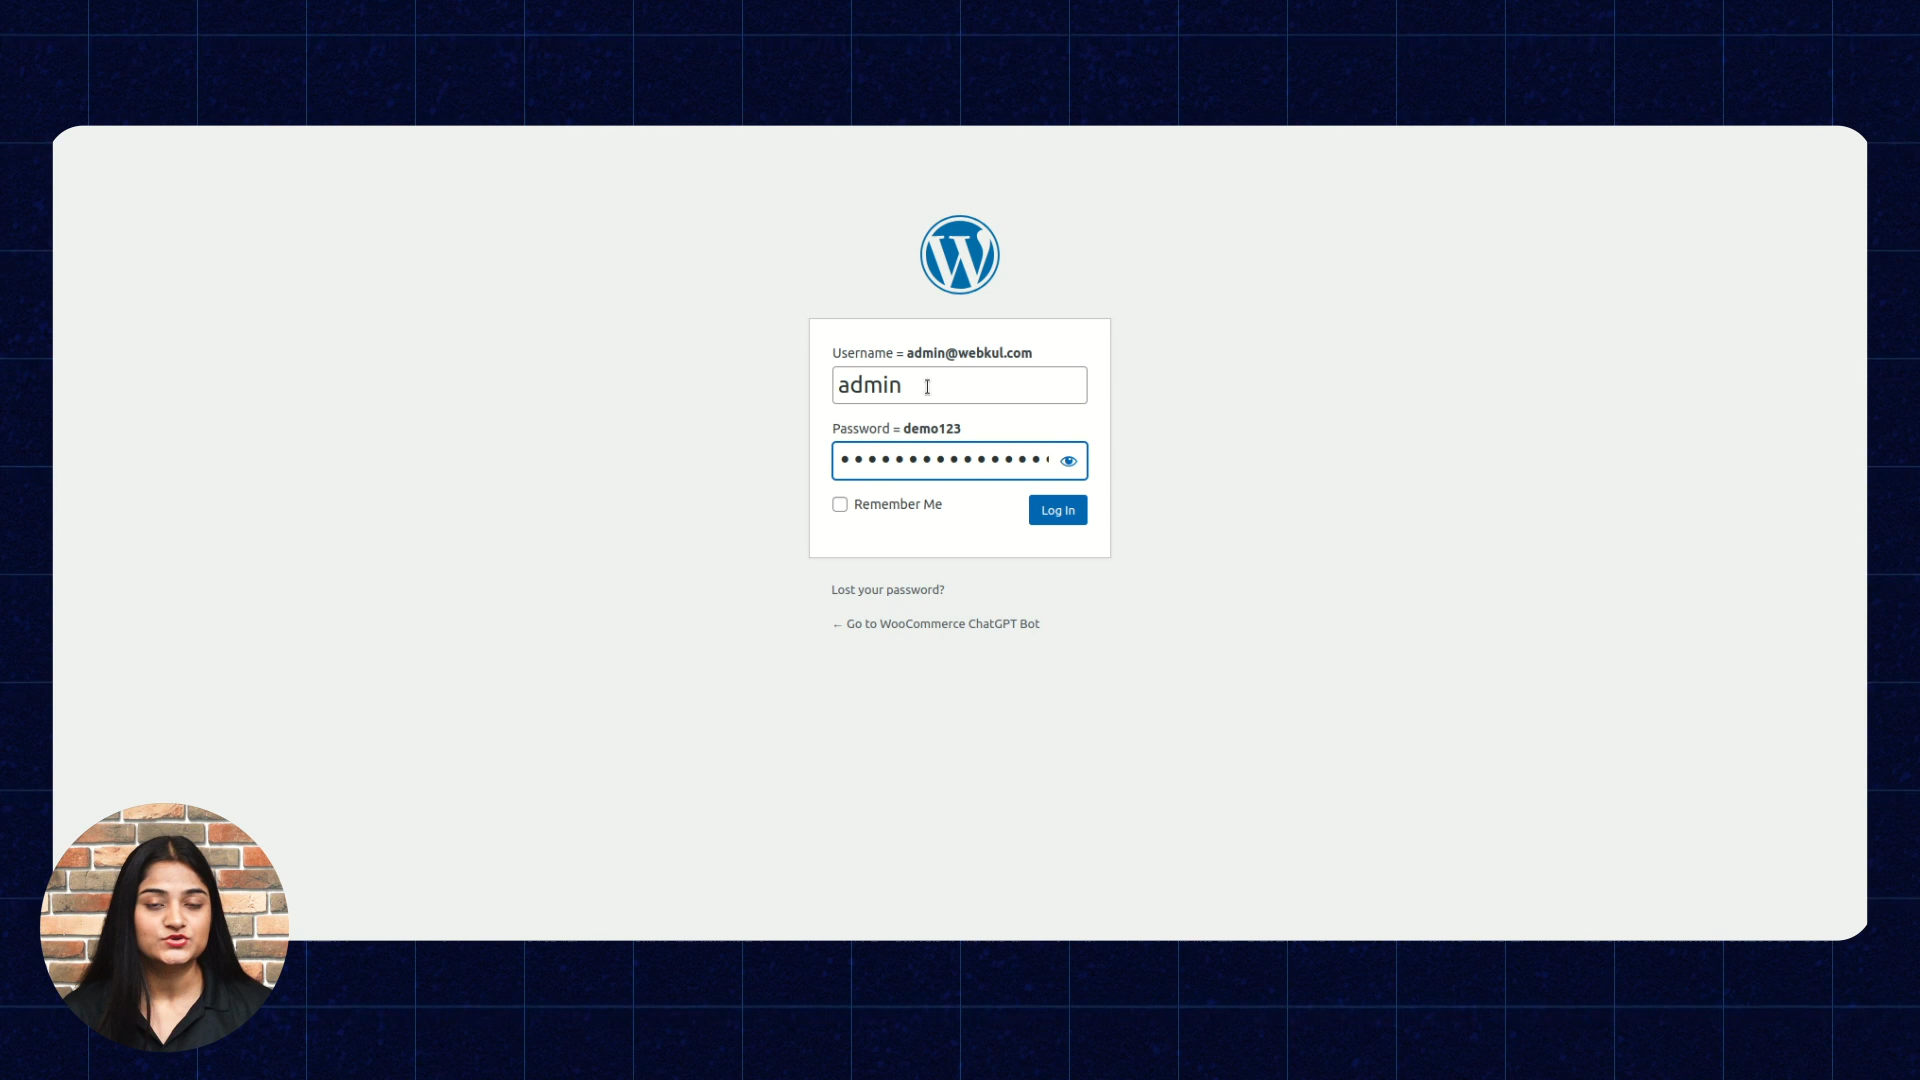 Username = admin@webkul.com
admin
Password = demo123
Remember Me
Log In
Lost your password?
← Go to WooCommerce ChatGPT Bot